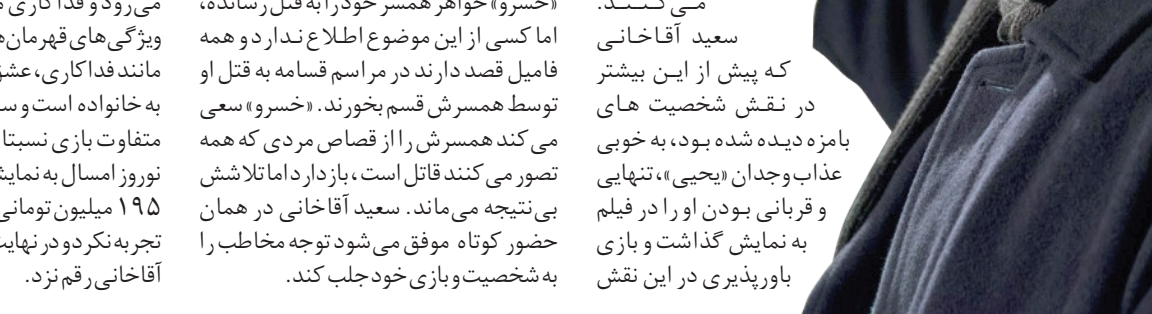 مـی‌کـنـنـد.
سعید آقاخانی
که پیش از این بیشتر
در نقش شخصیت های
بامزه دیده شده بود، به خوبی
عذاب‌وجدان «یحیی»، تنهایی
و قربانی بودن او را در فیلم
به نمایش گذاشت و بازی
باورپذیری در این نقش
«خسرو» خواهر همسر خود را به قتل رسانده،
اما کسی از این موضوع اطلاع ندارد و همه
فامیل قصد دارند در مراسم قسامه به قتل او
توسط همسرش قسم بخورند. «خسرو» سعی
می کند همسرش را از قصاص مردی که همه
تصور می کنند قاتل است، بازدارد اما تلاشش
بی‌نتیجه می‌ماند. سعید آقاخانی در همان
حضور کوتاه موفق می‌شود توجه مخاطب را
به شخصیت و بازی خود جلب کند.
می‌رود و فداکاری
ویژگی‌های قهرمان
مانند فداکاری، عشق
به خانواده است و
متفاوت بازی نسبتا
نوروز امسال به
۱۹۵ میلیون تومانی
تجربه نکرد و در نهایت
آقاخانی رقم نزد.